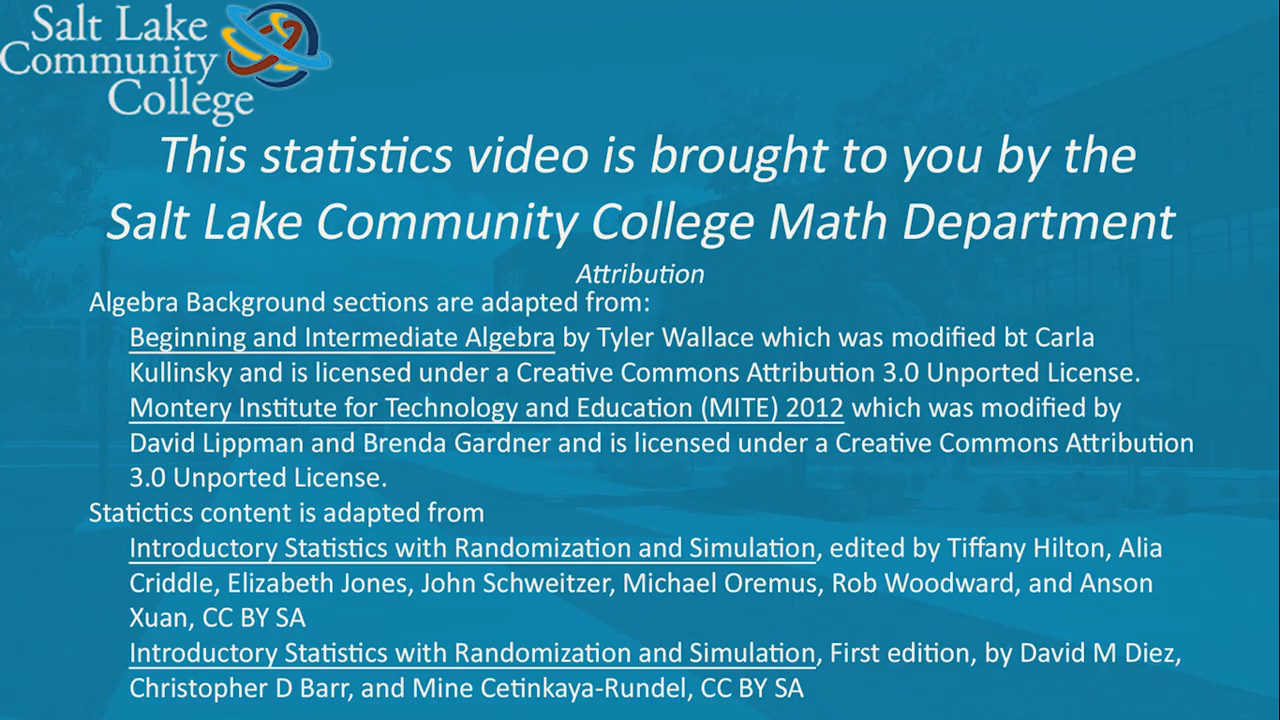 Salt Lake
Community
College
This statistics video is brought to you by the
Salt Lake Community College Math Department
Attribution
Algebra Background sections are adapted from:
Beginning and Intermediate Algebra by Tyler Wallace which was modified bt Carla
Kullinsky and is licensed under a Creative Commons Attribution 3.0 Unported License.
Montery Institute for Technology and Education (MITE) 2012 which was modified by
David Lippman and Brenda Gardner and is licensed under a Creative Commons Attribution
3.0 Unported License.
Statictics content is adapted from
Introductory Statistics with Randomization and Simulation, edited by Tiffany Hilton, Alia
Criddle, Elizabeth Jones, John Schweitzer, Michael Oremus, Rob Woodward, and Anson
Xuan, CC BY SA
Introductory Statistics with Randomization and Simulation, First edition, by David M Diez,
Christopher D Barr, and Mine Cetinkaya-Rundel, CC BY SA